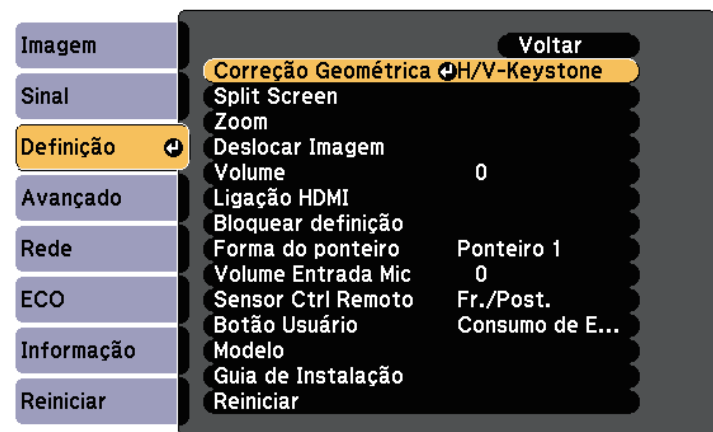 Imagem
Sinal
Definição
Avançado
Rede
ECO
Informação
Reiniciar
Voltar
Correção Geométrica H/V-Keystone
Split Screen
Zoom
Deslocar Imagem
Volume 0
Ligação HDMI
Bloquear definição
Forma do ponteiro Ponteiro 1
Volume Entrada Mic 0
Sensor Ctrl Remoto Fr./Post.
Botão Usuário Consumo de E...
Modelo
Guia de Instalação
Reiniciar